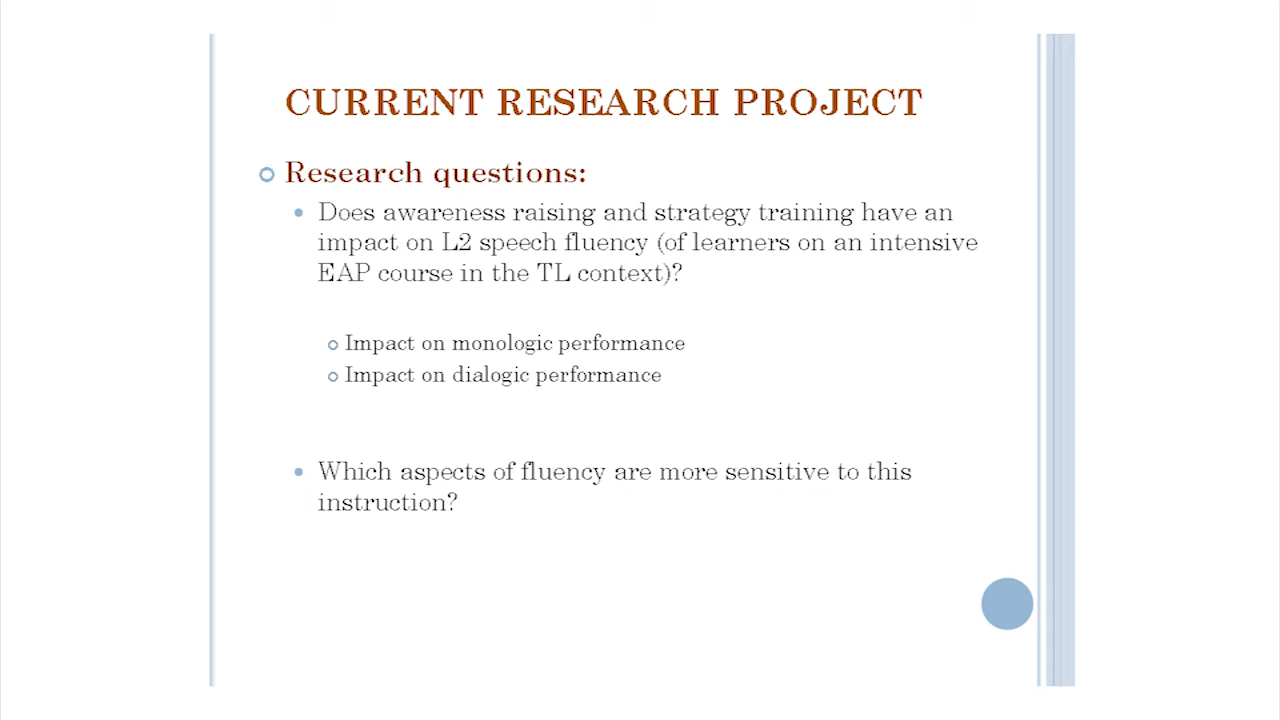 CURRENT RESEARCH PROJECT
Research questions:
Does awareness raising and strategy training have an
impact on L2 speech fluency (of learners on an intensive
EAP course in the TL context)?
Impact on monologic performance
Impact on dialogic performance
Which aspects of fluency are more sensitive to this
instruction?